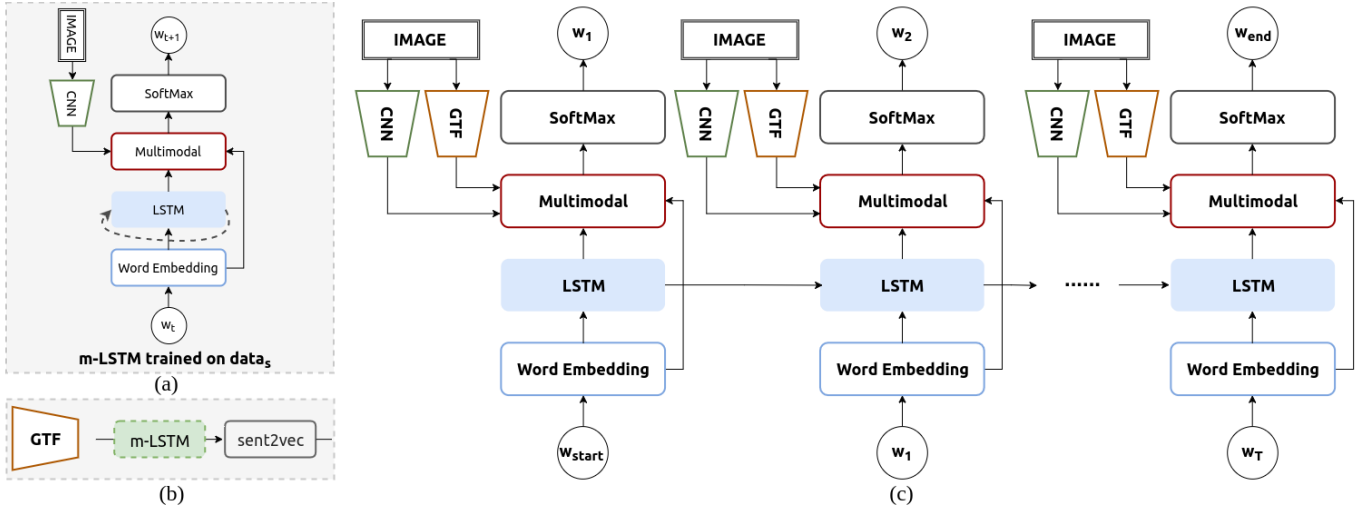 IMAGE
CNN
w_{t+1}
SoftMax
Multimodal
LSTM
Word Embedding
w_t
m-LSTM trained on data_s
(a)
GTF
m-LSTM
sent2vec
(b)
IMAGE
CNN
GTF
w_1
SoftMax
Multimodal
LSTM
Word Embedding
w_start
IMAGE
CNN
GTF
w_2
SoftMax
Multimodal
LSTM
Word Embedding
w_1
......
IMAGE
CNN
GTF
w_end
SoftMax
Multimodal
LSTM
Word Embedding
w_T
(c)